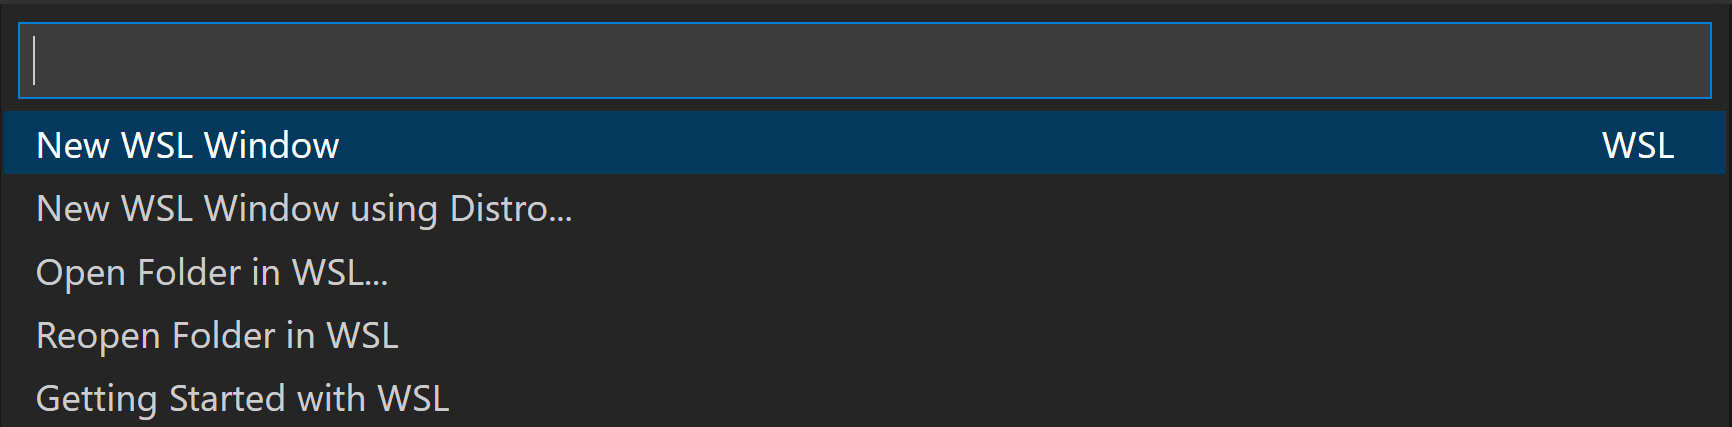 New WSL Window WSL
New WSL Window using Distro...
Open Folder in WSL...
Reopen Folder in WSL
Getting Started with WSL